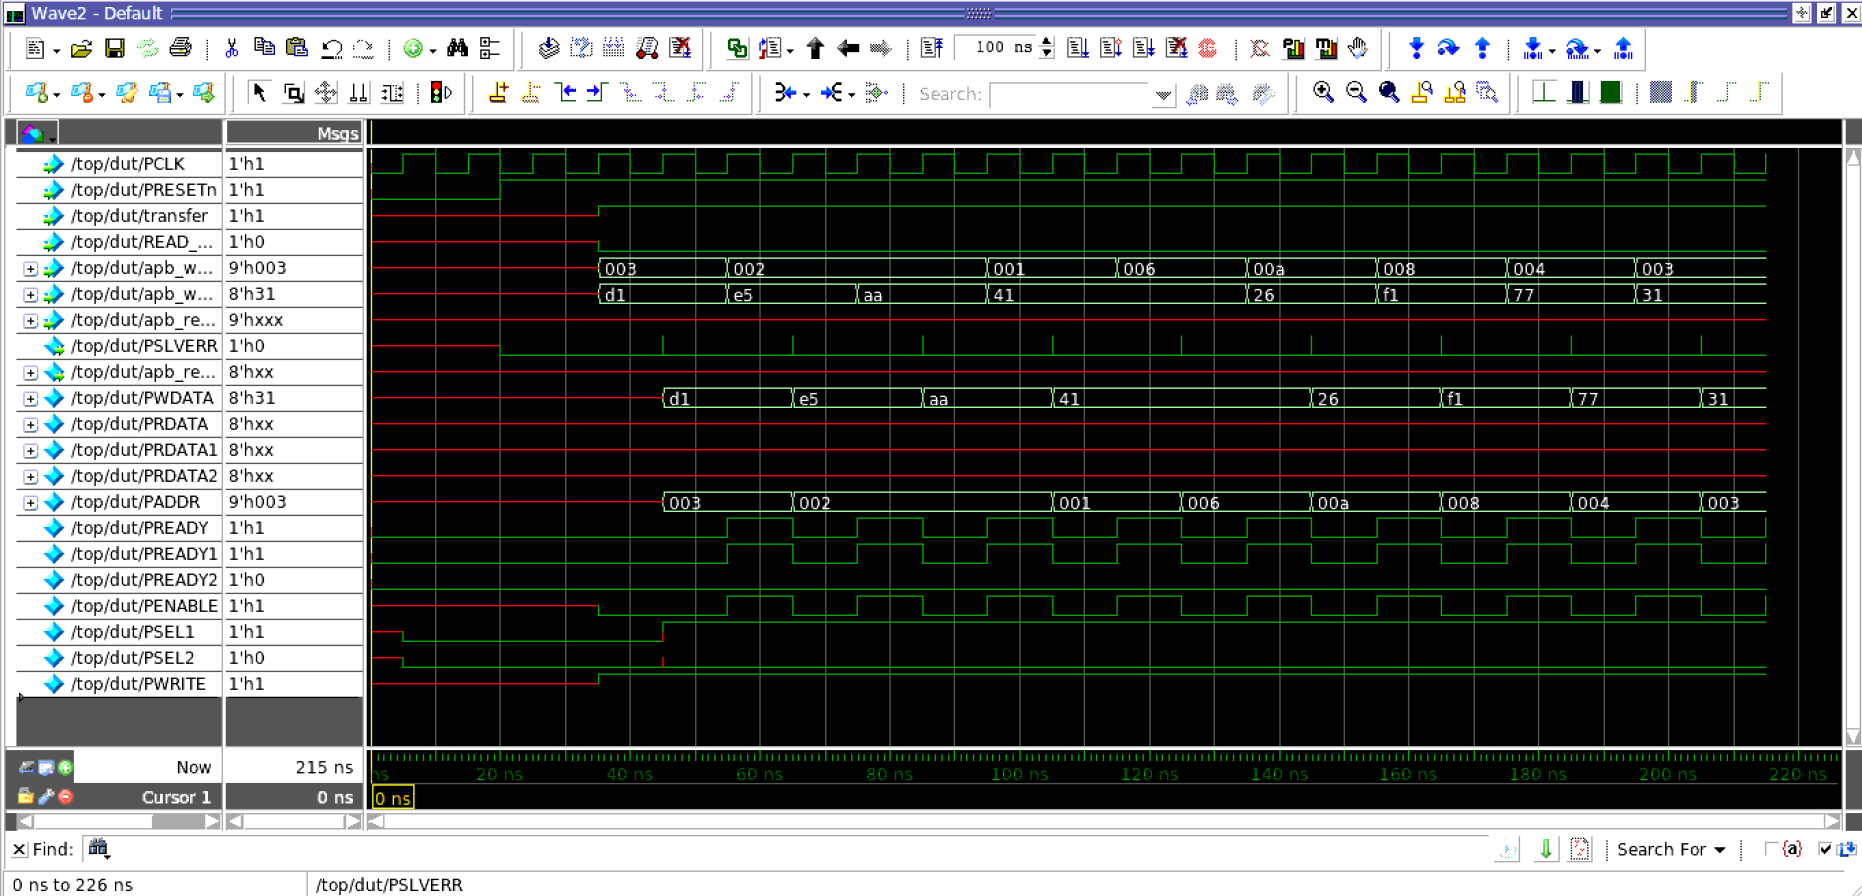 Wave2 - Default
100 ns
Search:
Msgs
/top/dut/PCLK 1'h1
/top/dut/PRESETn 1'h1
/top/dut/transfer 1'h1
/top/dut/READ_... 1'h0
/top/dut/apb_w... 9'h003 003 002 001 006 00a 008 004 003
/top/dut/apb_w... 8'h31 d1 e5 aa 41 26 f1 77 31
/top/dut/apb_re... 9'hxxx
/top/dut/PSLVERR 1'h0
/top/dut/apb_re... 8'hxx
/top/dut/PWDATA 8'h31 d1 e5 aa 41 26 f1 77 31
/top/dut/PRDATA 8'hxx
/top/dut/PRDATA1 8'hxx
/top/dut/PRDATA2 8'hxx
/top/dut/PADDR 9'h003 003 002 001 006 00a 008 004 003
/top/dut/PREADY 1'h1
/top/dut/PREADY1 1'h1
/top/dut/PREADY2 1'h0
/top/dut/PENABLE 1'h1
/top/dut/PSEL1 1'h1
/top/dut/PSEL2 1'h0
/top/dut/PWRITE 1'h1
Now 215 ns ns 20 ns 40 ns 60 ns 80 ns 100 ns 120 ns 140 ns 160 ns 180 ns 200 ns 220 ns
Cursor 1 0 ns 0 ns
Find: Search For {a}
0 ns to 226 ns /top/dut/PSLVERR